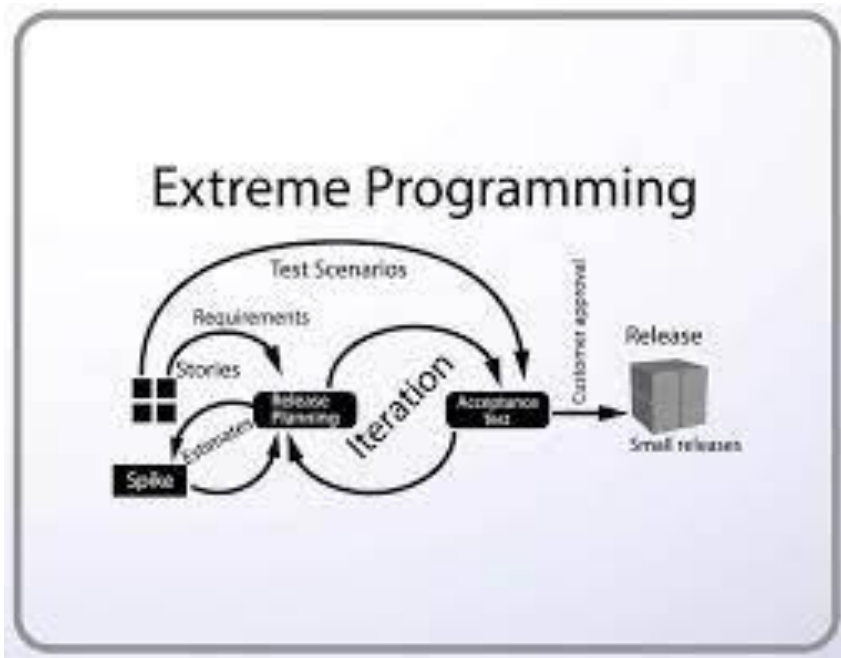 Extreme Programming
Test Scenarios
Requirements
Stories
Release
Planning
Estimates
Spike
Iteration
Acceptance
Test
Customer approval
Release
Small releases